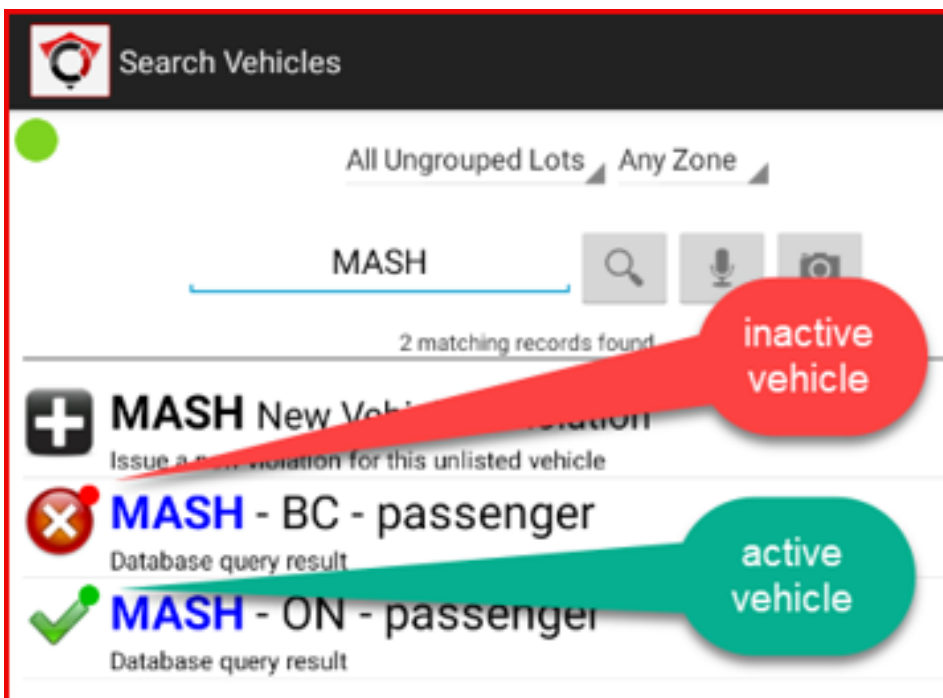 Search Vehicles
All Ungrouped Lots Any Zone
MASH
2 matching records found
inactive
vehicle
MASH New
Issue a violation for this unlisted vehicle
MASH - BC - passenger
Database query result
active
vehicle
MASH - ON - passenger
Database query result